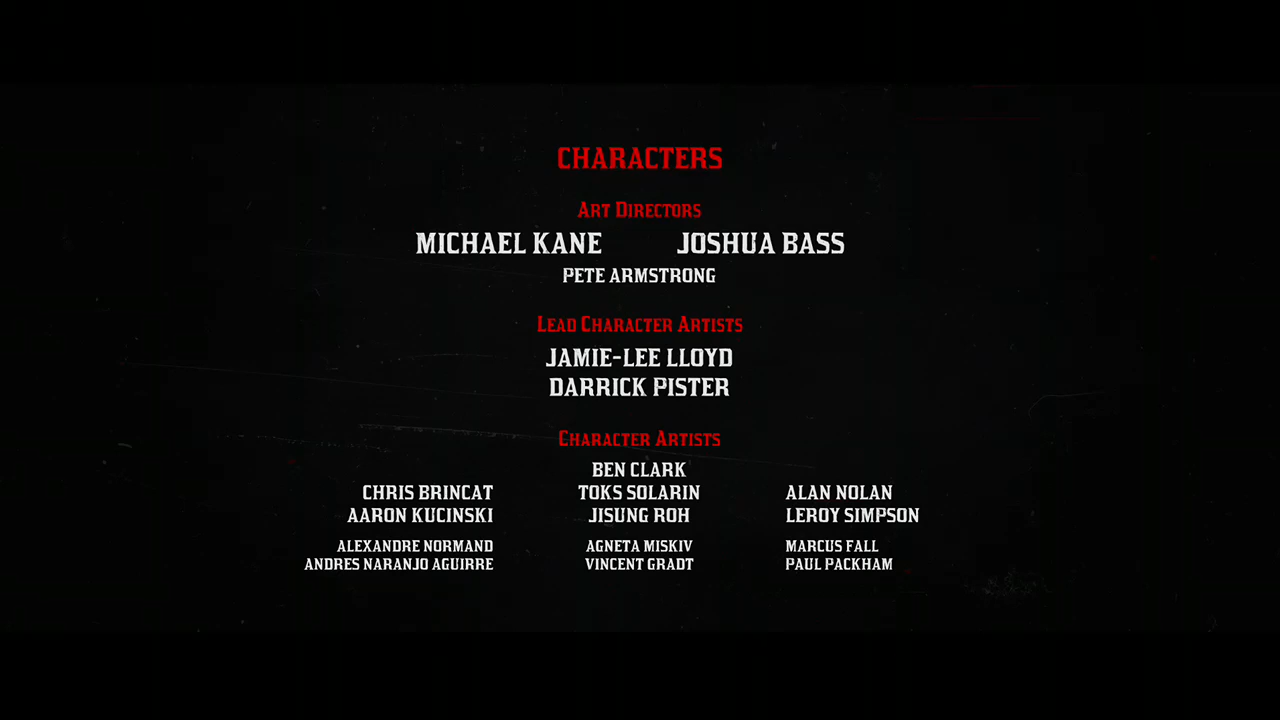 CHARACTERS
ART DIRECTORS
MICHAEL KANE JOSHUA BASS
PETE ARMSTRONG
LEAD CHARACTER ARTISTS
JAMIE-LEE LLOYD
DARRICK PISTER
CHARACTER ARTISTS
BEN CLARK
CHRIS BRINCAT TOKS SOLARIN ALAN NOLAN
AARON KUCINSKI JISUNG ROH LEROY SIMPSON
ALEXANDRE NORMAND AGNETA MISKIV MARCUS FALL
ANDRES NARANJO AGUIRRE VINCENT GRADT PAUL PACKHAM